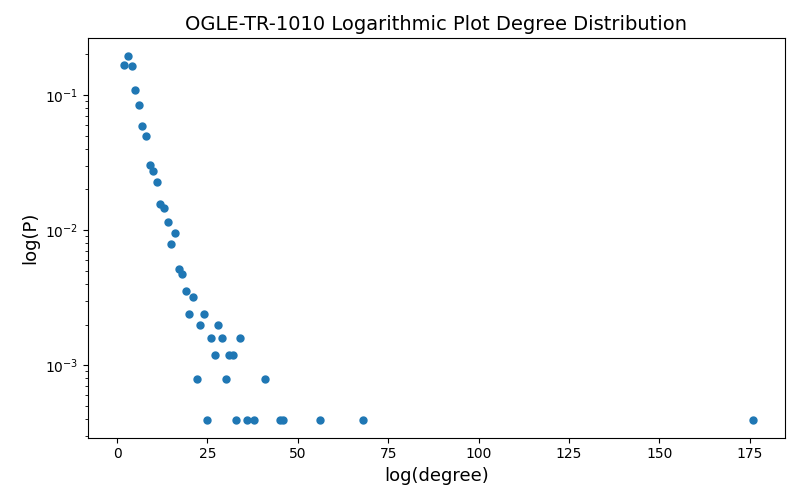 OGLE-TR-1010 Logarithmic Plot Degree Distribution
log(P)
10⁻¹
10⁻²
10⁻³
0 25 50 75 100 125 150 175
log(degree)